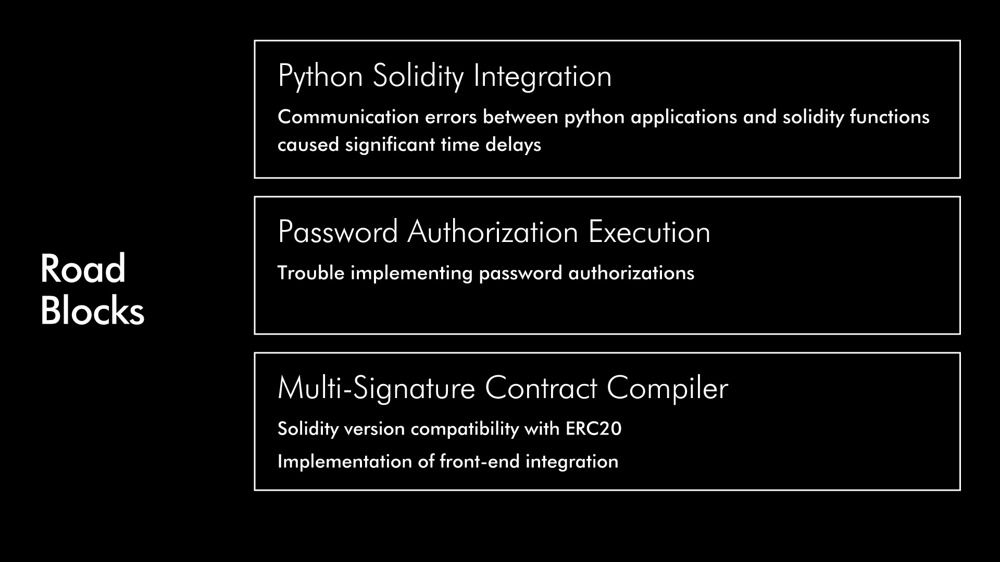 Road
Blocks
Python Solidity Integration
Communication errors between python applications and solidity functions
caused significant time delays
Password Authorization Execution
Trouble implementing password authorizations
Multi-Signature Contract Compiler
Solidity version compatibility with ERC20
Implementation of front-end integration